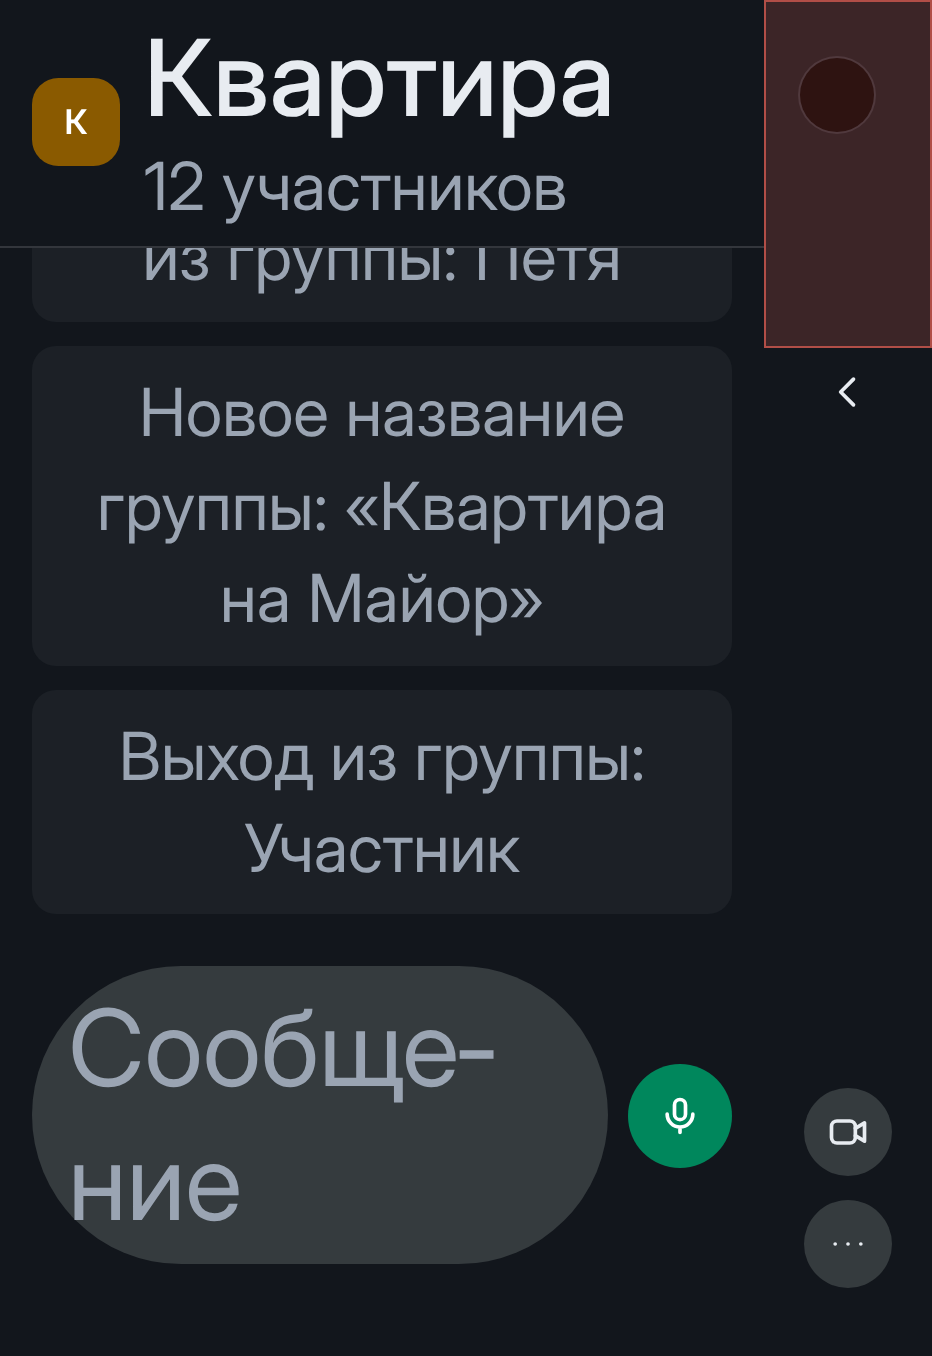 К
Квартира
12 участников
из группы: Петя
Новое название
группы: «Квартира
на Майор»
Выход из группы:
Участник
Сообще-
ние